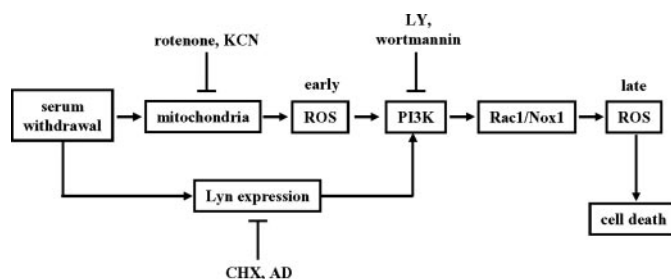 LY,
rotenone, KCN
wortmannin
early
late
serum
withdrawal
mitochondria
ROS
PI3K
Rac1/Nox1
ROS
Lyn expression
cell death
CHX, AD